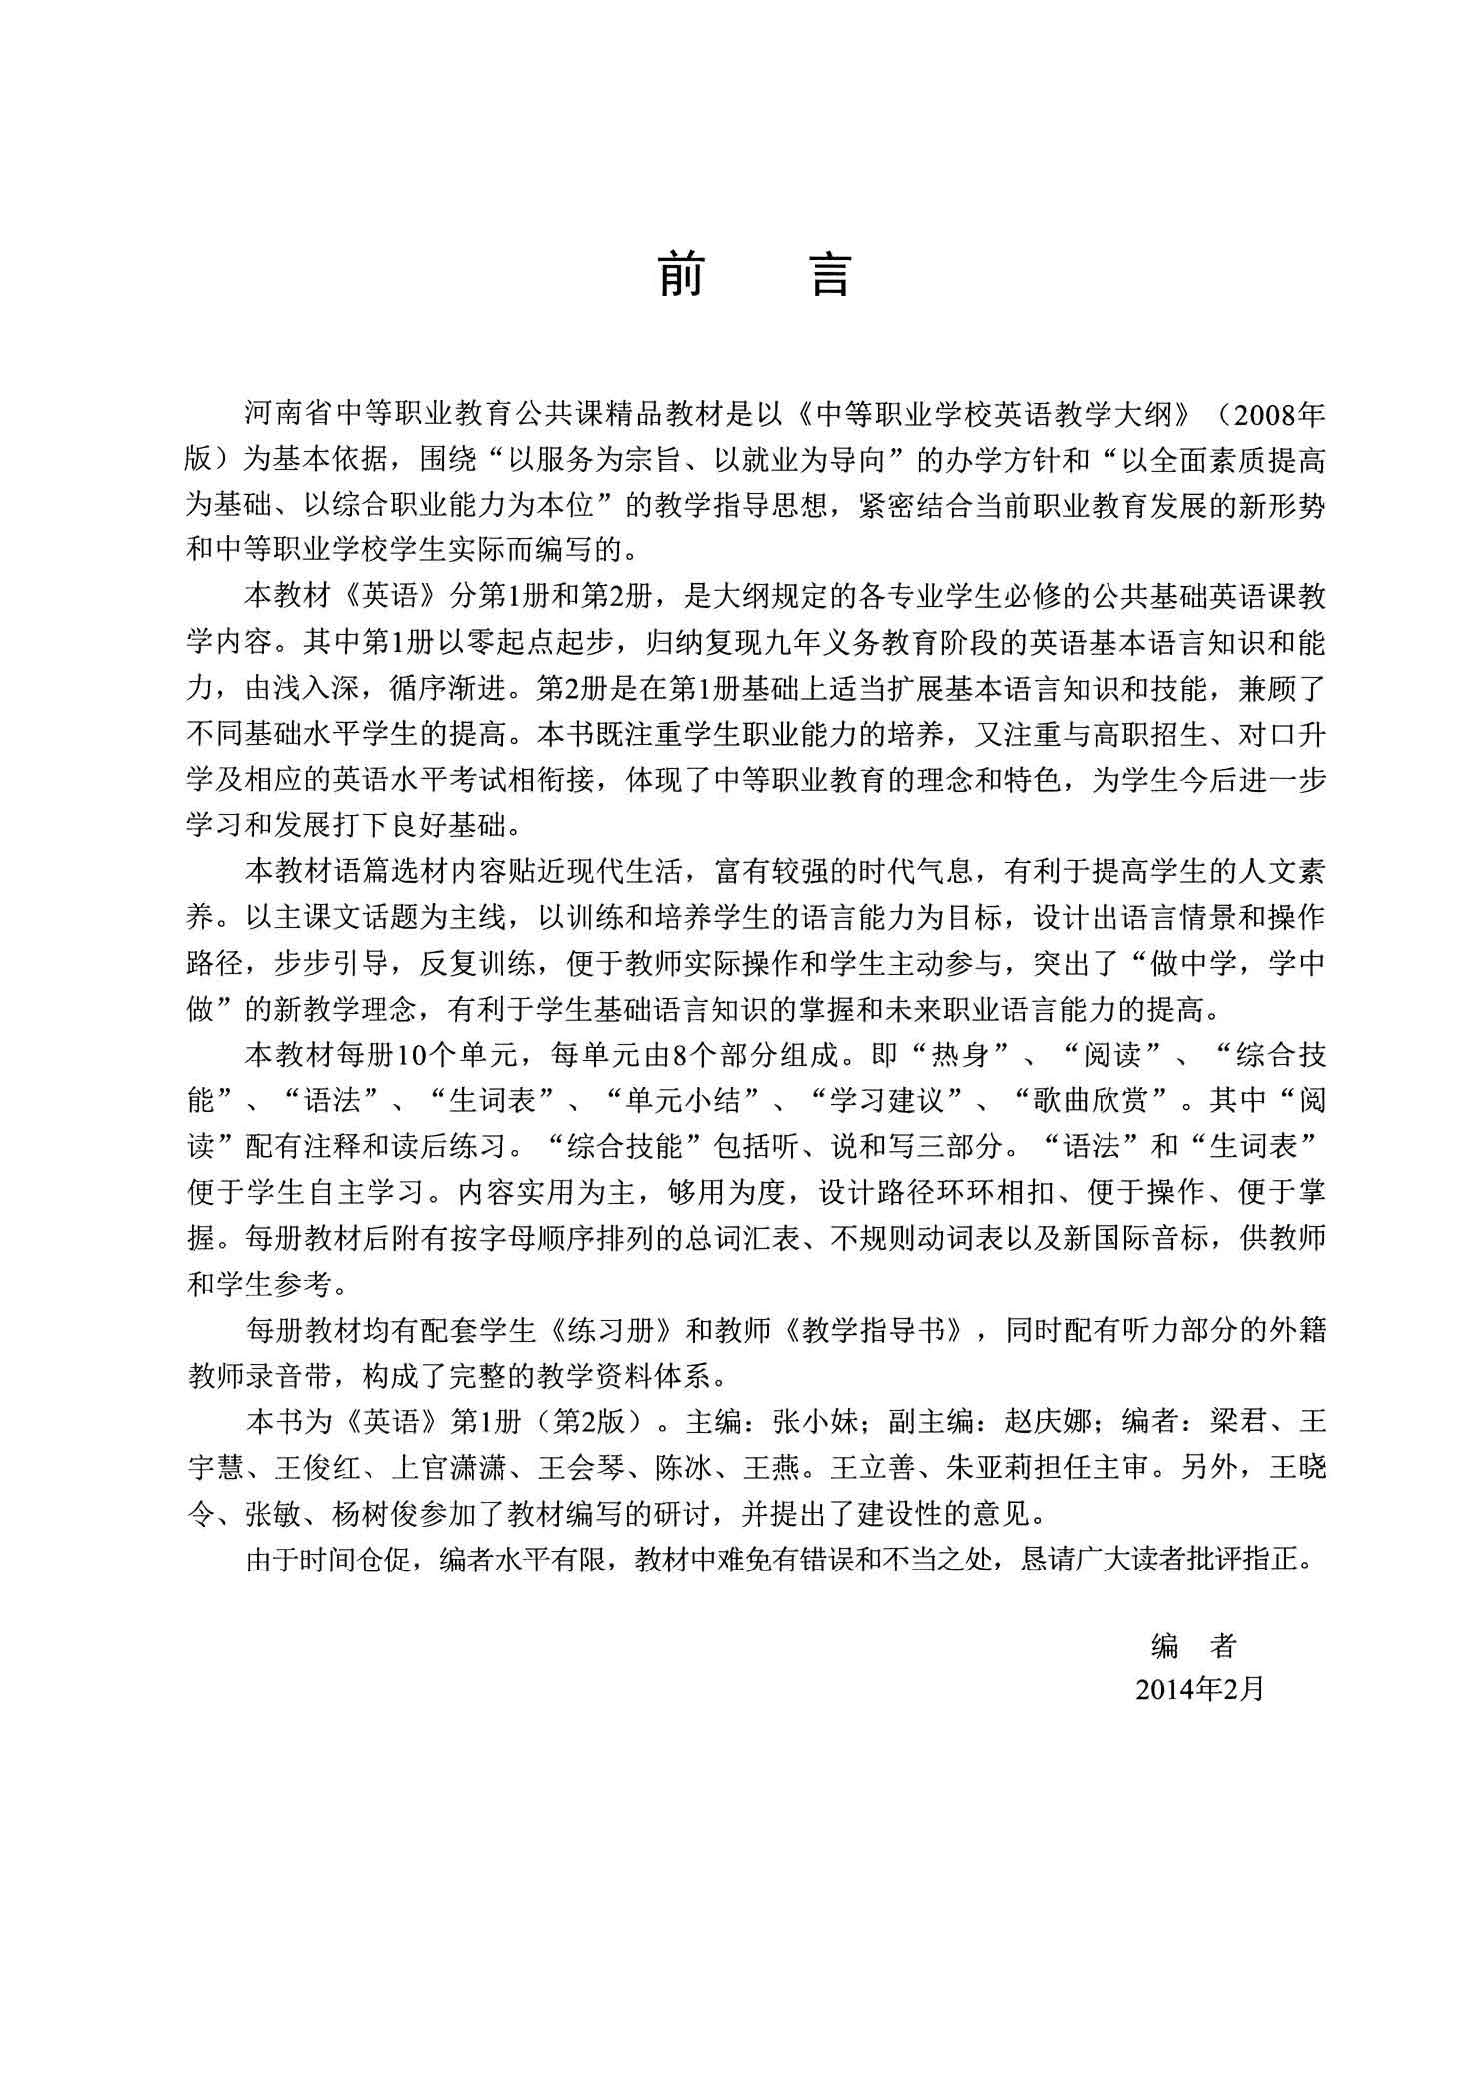 前　　言
河南省中等职业教育公共课精品教材是以《中等职业学校英语教学大纲》（2008年
版）为基本依据，围绕“以服务为宗旨、以就业为导向”的办学方针和“以全面素质提高
为基础、以综合职业能力为本位”的教学指导思想，紧密结合当前职业教育发展的新形势
和中等职业学校学生实际而编写的。
本教材《英语》分第1册和第2册，是大纲规定的各专业学生必修的公共基础英语课教
学内容。其中第1册以零起点起步，归纳复现九年义务教育阶段的英语基本语言知识和能
力，由浅入深，循序渐进。第2册是在第1册基础上适当扩展基本语言知识和技能，兼顾了
不同基础水平学生的提高。本书既注重学生职业能力的培养，又注重与高职招生、对口升
学及相应的英语水平考试相衔接，体现了中等职业教育的理念和特色，为学生今后进一步
学习和发展打下良好基础。
本教材语篇选材内容贴近现代生活，富有较强的时代气息，有利于提高学生的人文素
养。以主课文话题为主线，以训练和培养学生的语言能力为目标，设计出语言情景和操作
路径，步步引导，反复训练，便于教师实际操作和学生主动参与，突出了“做中学，学中
做”的新教学理念，有利于学生基础语言知识的掌握和未来职业语言能力的提高。
本教材每册10个单元，每单元由8个部分组成。即“热身”、“阅读”、“综合技
能”、“语法”、“生词表”、“单元小结”、“学习建议”、“歌曲欣赏”。其中“阅
读”配有注释和读后练习。“综合技能”包括听、说和写三部分。“语法”和“生词表”
便于学生自主学习。内容实用为主，够用为度，设计路径环环相扣、便于操作、便于掌
握。每册教材后附有按字母顺序排列的总词汇表、不规则动词表以及新国际音标，供教师
和学生参考。
每册教材均有配套学生《练习册》和教师《教学指导书》，同时配有听力部分的外籍
教师录音带，构成了完整的教学资料体系。
本书为《英语》第1册（第2版）。主编：张小妹；副主编：赵庆娜；编者：梁君、王
宇慧、王俊红、上官潇潇、王会琴、陈冰、王燕。王立善、朱亚莉担任主审。另外，王晓
令、张敏、杨树俊参加了教材编写的研讨，并提出了建设性的意见。
由于时间仓促，编者水平有限，教材中难免有错误和不当之处，恳请广大读者批评指正。
编　者
2014年2月